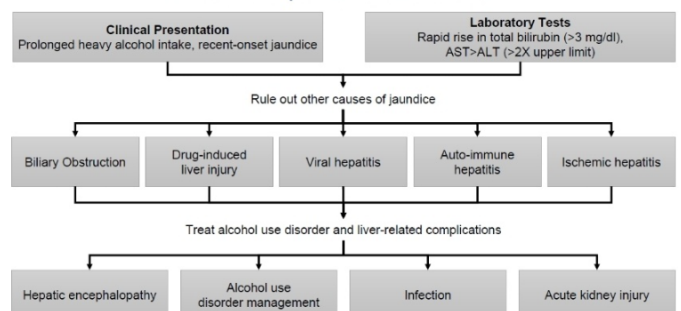 Clinical Presentation
Prolonged heavy alcohol intake, recent-onset jaundice
Laboratory Tests
Rapid rise in total bilirubin (>3 mg/dl),
AST>ALT (>2X upper limit)
Rule out other causes of jaundice
Biliary Obstruction
Drug-induced
liver injury
Viral hepatitis
Auto-immune
hepatitis
Ischemic hepatitis
Treat alcohol use disorder and liver-related complications
Hepatic encephalopathy
Alcohol use
disorder management
Infection
Acute kidney injury